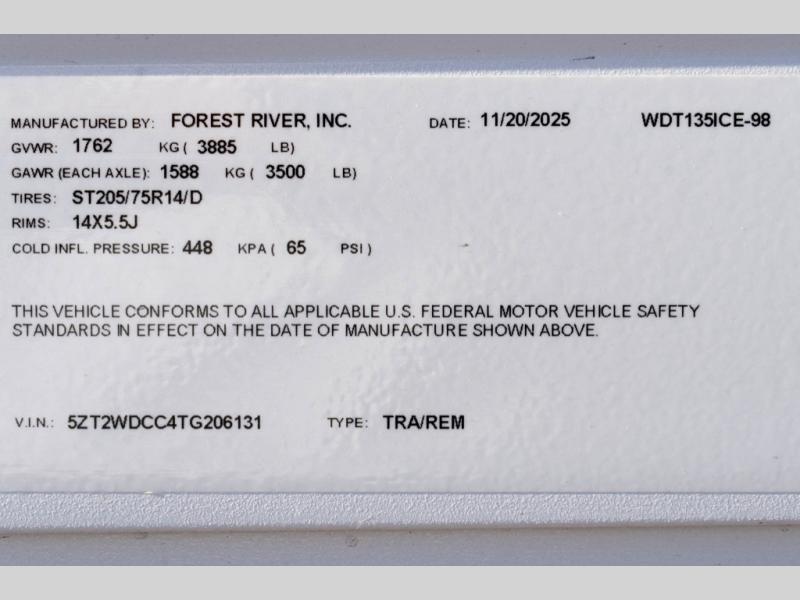 MANUFACTURED BY: FOREST RIVER, INC. DATE: 11/20/2025 WDT135ICE-98
GVWR: 1762 KG ( 3885 LB)
GAWR (EACH AXLE): 1588 KG ( 3500 LB)
TIRES: ST205/75R14/D
RIMS: 14X5.5J
COLD INFL. PRESSURE: 448 KPA ( 65 PSI )
THIS VEHICLE CONFORMS TO ALL APPLICABLE U.S. FEDERAL MOTOR VEHICLE SAFETY
STANDARDS IN EFFECT ON THE DATE OF MANUFACTURE SHOWN ABOVE.
V.I.N.: 5ZT2WDCC4TG206131 TYPE: TRA/REM